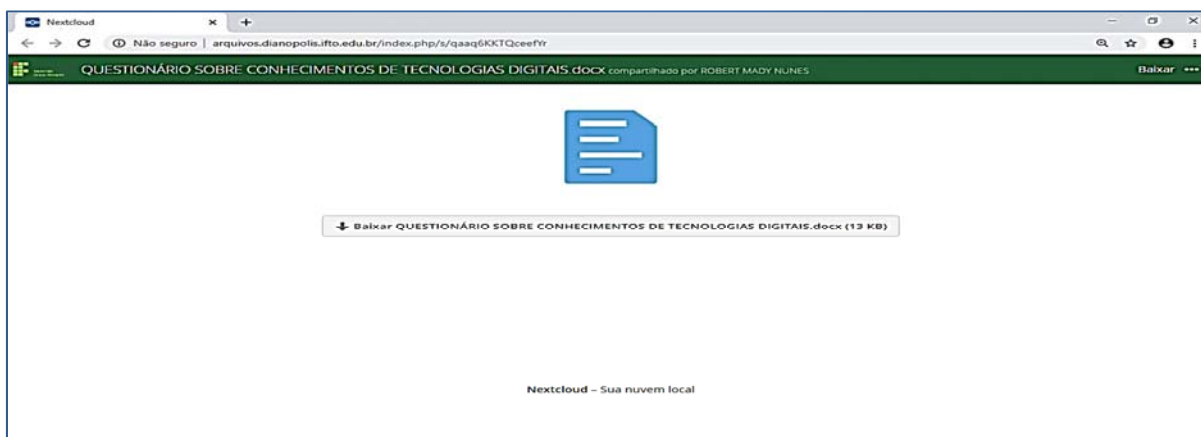 Nextcloud
Não seguro | arquivos.dianopolis.ifto.edu.br/index.php/s/qaaq6KKTQceefYr
QUESTIONÁRIO SOBRE CONHECIMENTOS DE TECNOLOGIAS DIGITAIS.docx compartilhado por ROBERT MADY NUNES Baixar
Baixar QUESTIONÁRIO SOBRE CONHECIMENTOS DE TECNOLOGIAS DIGITAIS.docx (13 KB)
Nextcloud – Sua nuvem local